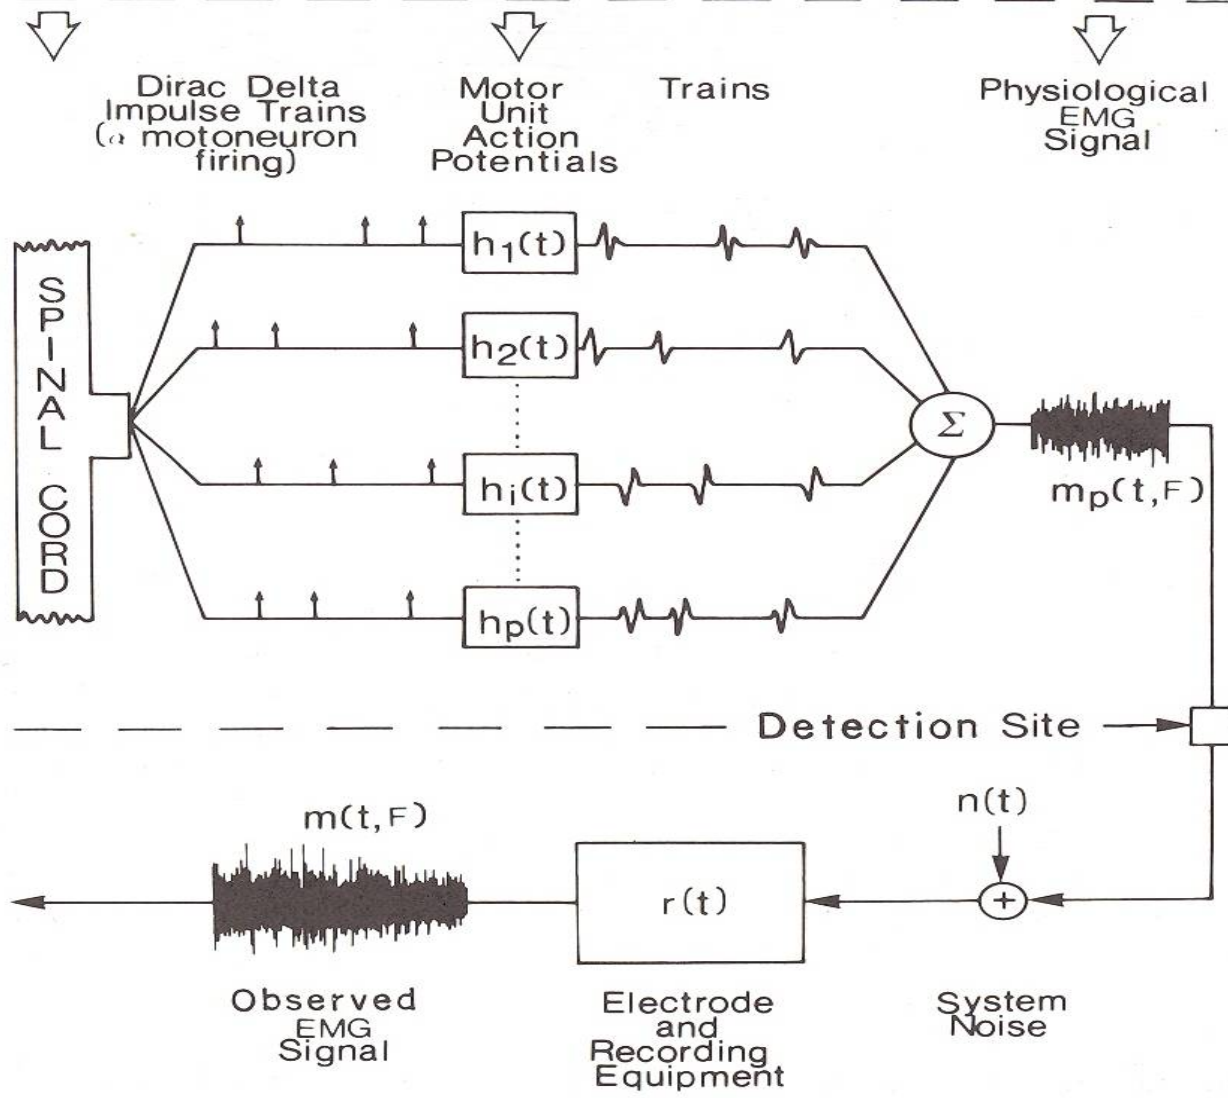 Dirac Delta
Impulse Trains
(α motoneuron
firing)
Motor
Unit
Action
Potentials
Trains
Physiological
EMG
Signal
SPINAL CORD
h₁(t)
h₂(t)
hᵢ(t)
hₚ(t)
Σ
mₚ(t,F)
Detection Site
m(t,F)
n(t)
r(t)
+
Observed
EMG
Signal
Electrode
and
Recording
Equipment
System
Noise